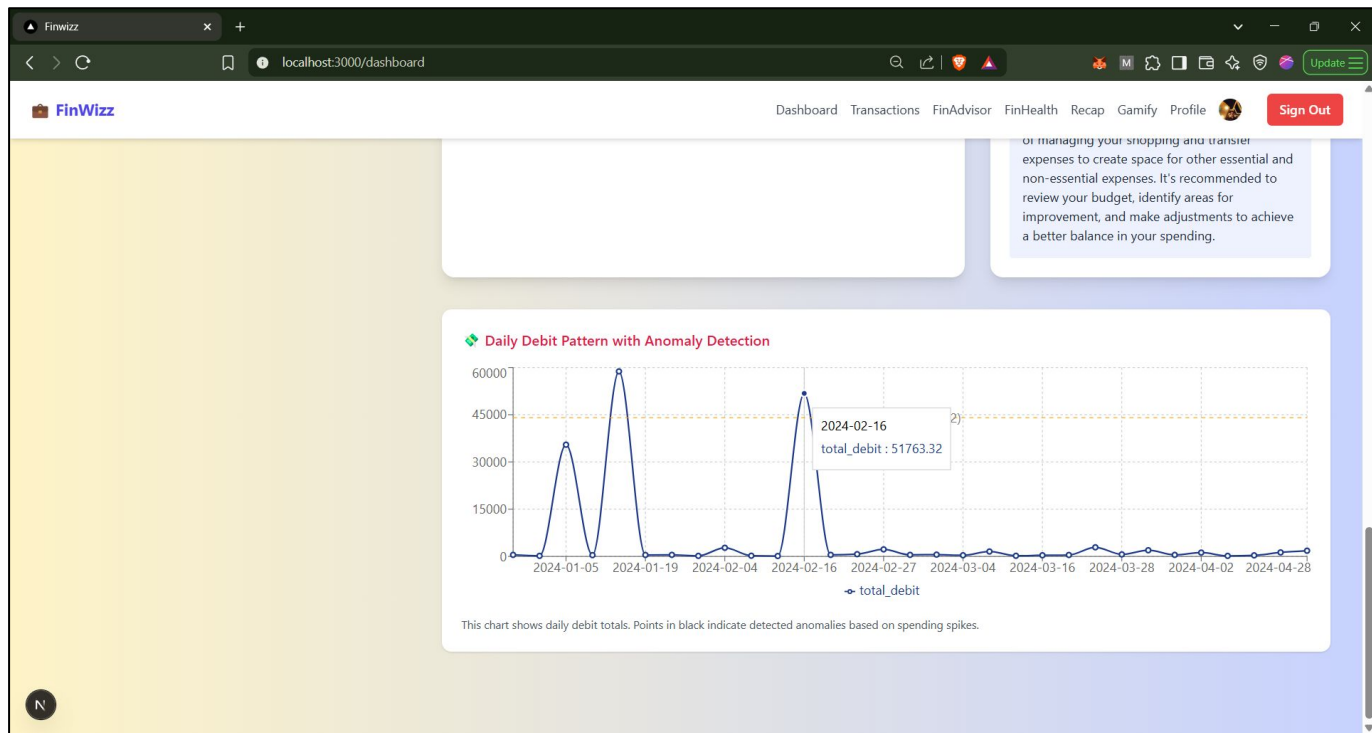 Finwizz
localhost:3000/dashboard
M
Update
FinWizz
Dashboard Transactions FinAdvisor FinHealth Recap Gamify Profile Sign Out
of managing your shopping and transfer
expenses to create space for other essential and
non-essential expenses. It's recommended to
review your budget, identify areas for
improvement, and make adjustments to achieve
a better balance in your spending.
Daily Debit Pattern with Anomaly Detection
60000
45000
30000
15000
0
2)
2024-02-16
total_debit : 51763.32
2024-01-05 2024-01-19 2024-02-04 2024-02-16 2024-02-27 2024-03-04 2024-03-16 2024-03-28 2024-04-02 2024-04-28
total_debit
This chart shows daily debit totals. Points in black indicate detected anomalies based on spending spikes.
N